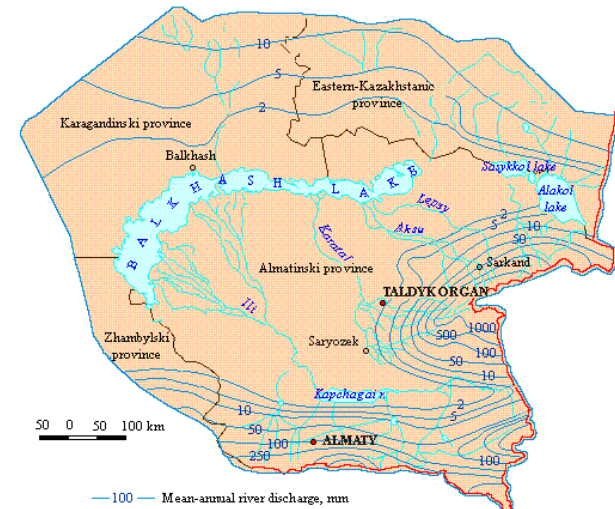 10
5
2
Eastern-Kazakhstanic
province
Karagandinski province
Balkhash
Sasykkol lake
Alakol
lake
BALKHASH LAKE
Lepsy
Aksu
Karatal
2
5
10
50
Sarkand
Almatinski province
TALDYKORGAN
Ili
Zhambylski
province
Saryozek
500
1000
100
50
10
Kapchagai r.
2
5
10
50
100
250
ALMATY
100
50 0 50 100 km
100 Mean-annual river discharge, mm